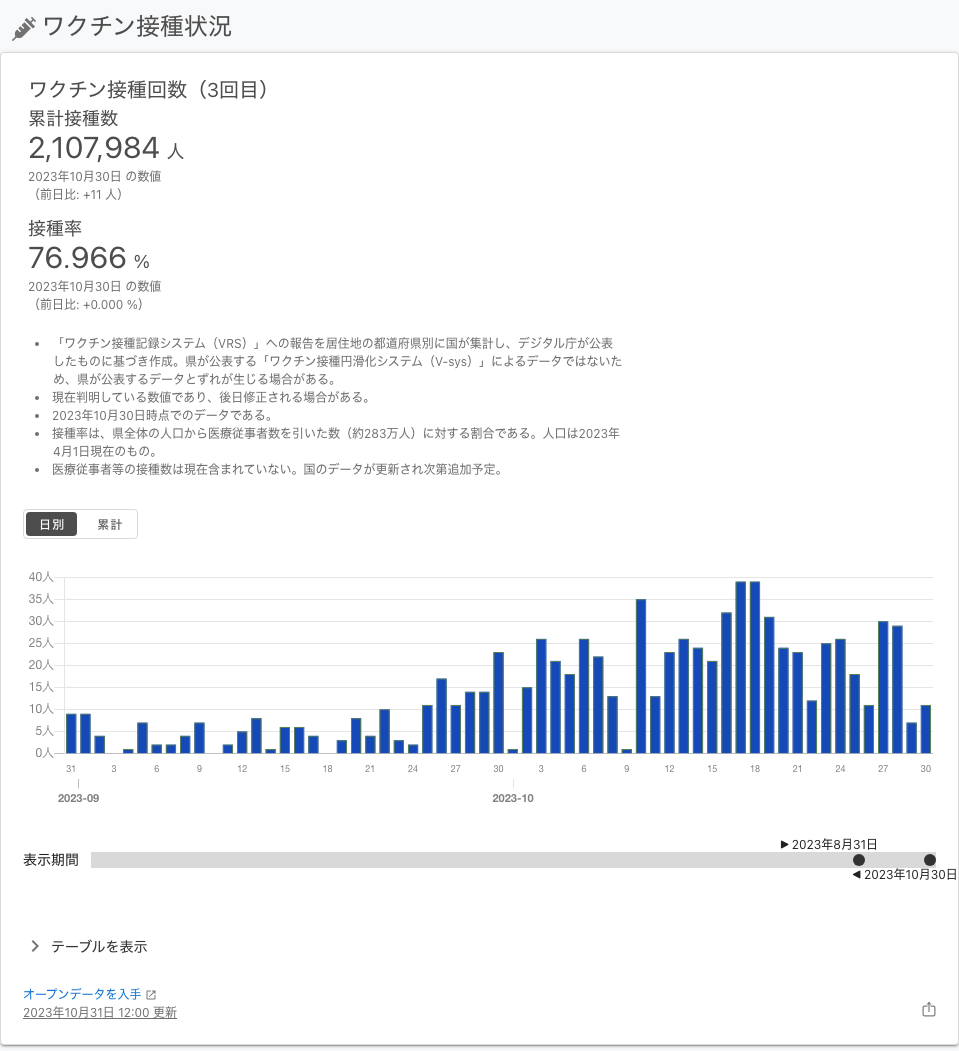 ワクチン接種状況
ワクチン接種回数（3回目）
累計接種数
2,107,984 人
2023年10月30日 の数値
（前日比: +11 人）
接種率
76.966 %
2023年10月30日 の数値
（前日比: +0.000 %）
• 「ワクチン接種記録システム（VRS）」への報告を居住地の都道府県別に国が集計し、デジタル庁が公表
したものに基づき作成。県が公表する「ワクチン接種円滑化システム（V-sys）」によるデータではないた
め、県が公表するデータとずれが生じる場合がある。
• 現在判明している数値であり、後日修正される場合がある。
• 2023年10月30日時点でのデータである。
• 接種率は、県全体の人口から医療従事者数を引いた数（約283万人）に対する割合である。人口は2023年
4月1日現在のもの。
• 医療従事者等の接種数は現在含まれていない。国のデータが更新され次第追加予定。
日別 累計
40人
35人
30人
25人
20人
15人
10人
5人
0人
31 3 6 9 12 15 18 21 24 27 30 3 6 9 12 15 18 21 24 27 30
2023-09 2023-10
▶ 2023年8月31日
表示期間
◀ 2023年10月30日
テーブルを表示
オープンデータを入手
2023年10月31日 12:00 更新